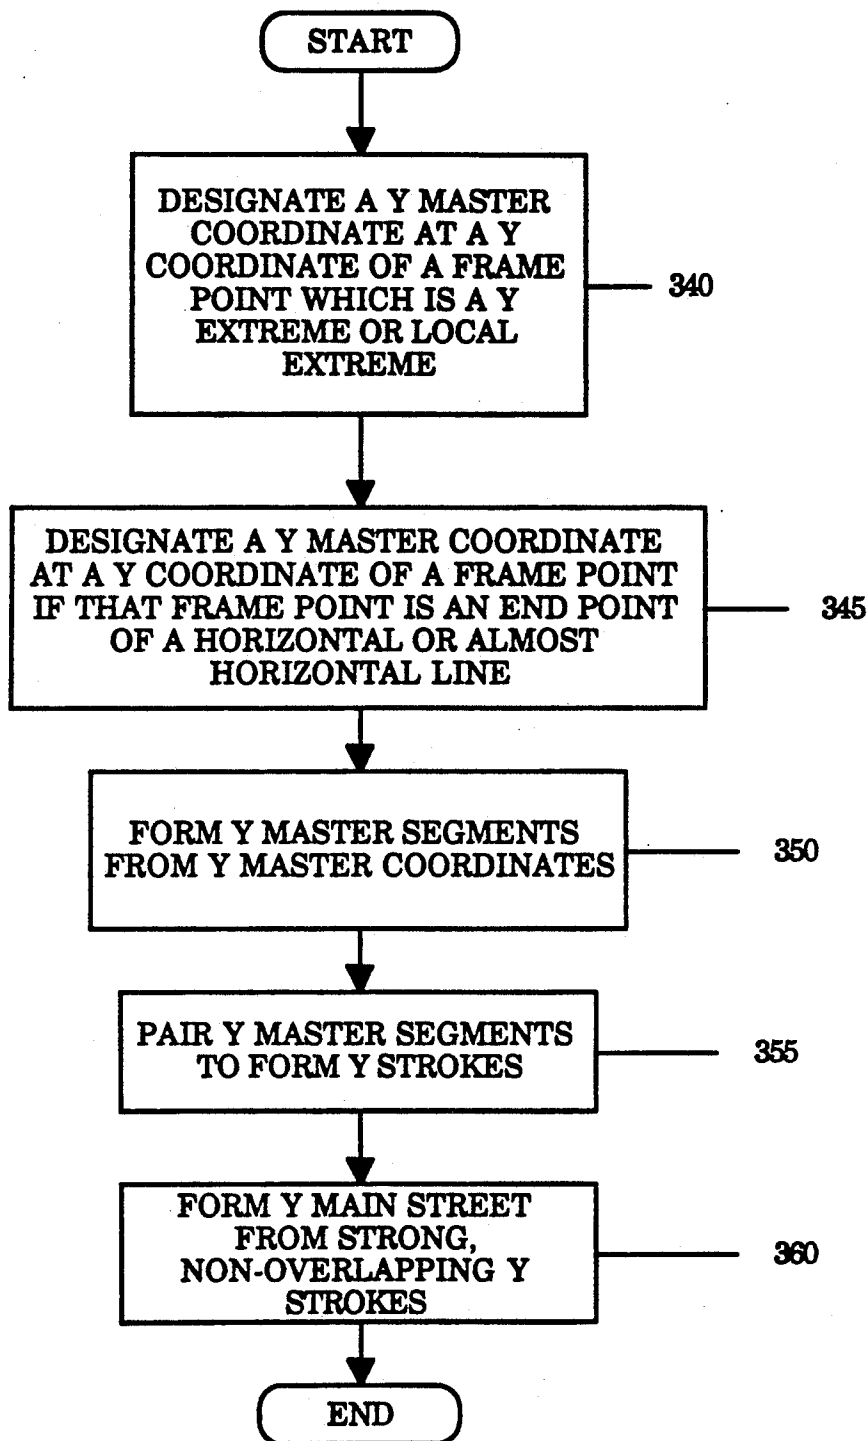 START
DESIGNATE A Y MASTER
COORDINATE AT A Y
COORDINATE OF A FRAME
POINT WHICH IS A Y
EXTREME OR LOCAL
EXTREME
340
DESIGNATE A Y MASTER COORDINATE
AT A Y COORDINATE OF A FRAME POINT
IF THAT FRAME POINT IS AN END POINT
OF A HORIZONTAL OR ALMOST
HORIZONTAL LINE
345
FORM Y MASTER SEGMENTS
FROM Y MASTER COORDINATES
350
PAIR Y MASTER SEGMENTS
TO FORM Y STROKES
355
FORM Y MAIN STREET
FROM STRONG,
NON-OVERLAPPING Y
STROKES
360
END